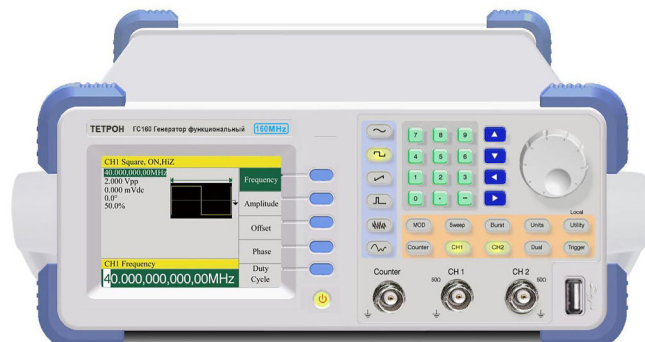 ТЕТРОН ГС160 Генератор функциональный 160MHz
CH1 Square, ON,HiZ
40.000,000,00MHz
2.000 Vpp
0.000 mVdc
0.0°
50.0%
Frequency
Amplitude
Offset
Phase
Duty
Cycle
CH1 Frequency
40.000,000,000,00MHz
7 8 9
4 5 6
1 2 3
0 . −
Local
MOD Sweep Burst Units Utility
Counter CH1 CH2 Dual Trigger
Counter CH 1 CH 2
50Ω 50Ω